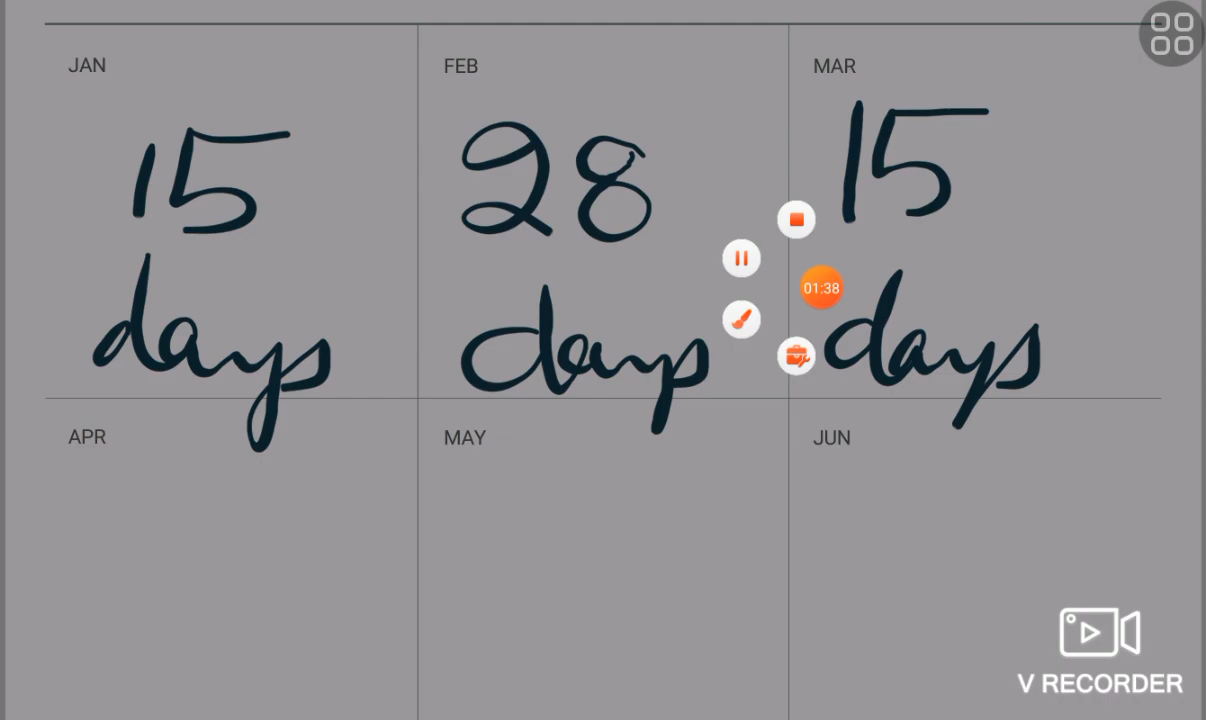 JAN FEB MAR
15 28 15
01:38
days days days
APR MAY JUN
V RECORDER